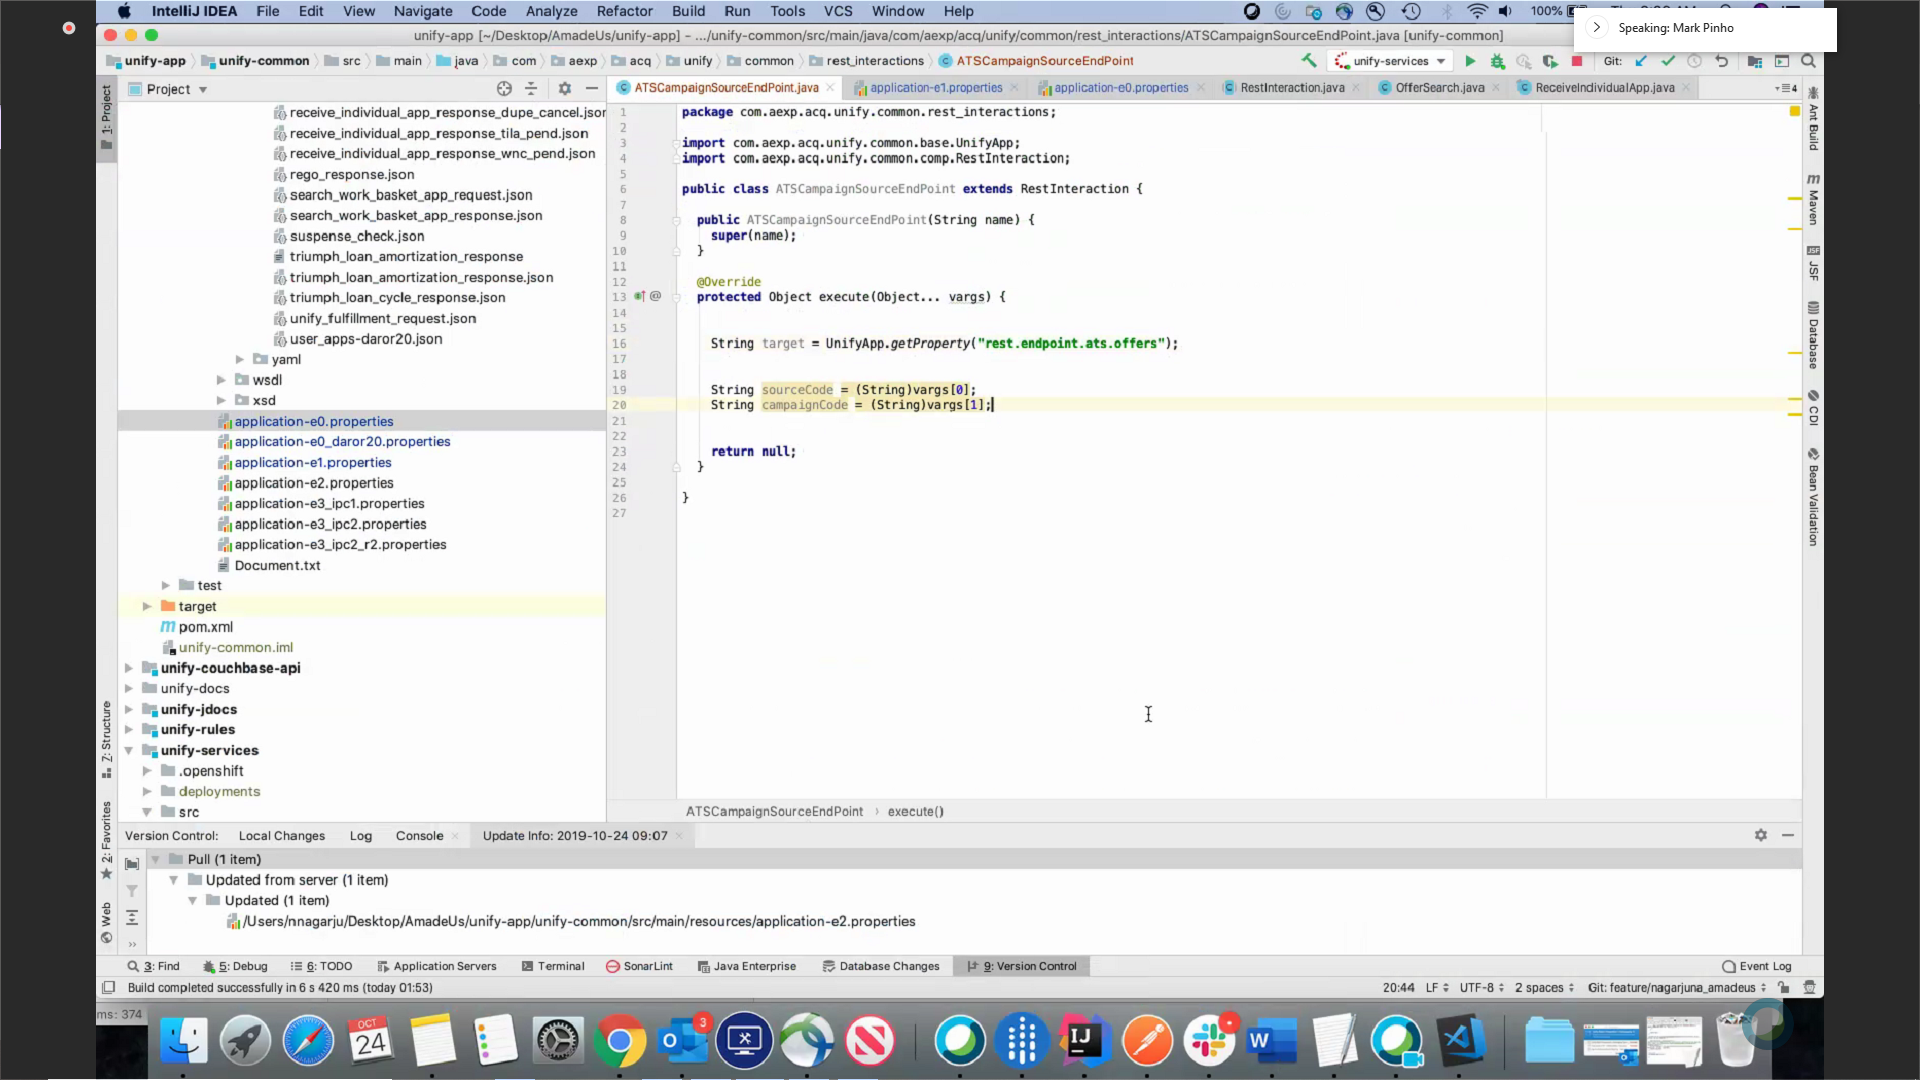 IntelliJ IDEA File Edit View Navigate Code Analyze Refactor Build Run Tools VCS Window Help 100%
Speaking: Mark Pinho
unify-app [~/Desktop/AmadeUs/unify-app] - .../unify-common/src/main/java/com/aexp/acq/unify/common/rest_interactions/ATSCampaignSourceEndPoint.java [unify-common]
unify-app unify-common src main java com aexp acq unify common rest_interactions ATSCampaignSourceEndPoint unify-services Git:
Project ATSCampaignSourceEndPoint.java application-e1.properties application-e0.properties RestInteraction.java OfferSearch.java ReceiveIndividualApp.java 4
1: Project
Z: Structure
2: Favorites
Web
receive_individual_app_response_dupe_cancel.jsor
receive_individual_app_response_tila_pend.json
receive_individual_app_response_wnc_pend.json
rego_response.json
search_work_basket_app_request.json
search_work_basket_app_response.json
suspense_check.json
triumph_loan_amortization_response
triumph_loan_amortization_response.json
triumph_loan_cycle_response.json
unify_fulfillment_request.json
user_apps-daror20.json
yaml
wsdl
xsd
application-e0.properties
application-e0_daror20.properties
application-e1.properties
application-e2.properties
application-e3_ipc1.properties
application-e3_ipc2.properties
application-e3_ipc2_r2.properties
Document.txt
test
target
pom.xml
unify-common.iml
unify-couchbase-api
unify-docs
unify-jdocs
unify-rules
unify-services
.openshift
deployments
src
1 package com.aexp.acq.unify.common.rest_interactions;
2
3 import com.aexp.acq.unify.common.base.UnifyApp;
4 import com.aexp.acq.unify.common.comp.RestInteraction;
5
6 public class ATSCampaignSourceEndPoint extends RestInteraction {
7
8 public ATSCampaignSourceEndPoint(String name) {
9 super(name);
10 }
11
12 @Override
13 protected Object execute(Object... vargs) {
14
15
16 String target = UnifyApp.getProperty("rest.endpoint.ats.offers");
17
18
19 String sourceCode = (String)vargs[0];
20 String campaignCode = (String)vargs[1];
21
22
23 return null;
24 }
25
26 }
27
ATSCampaignSourceEndPoint execute()
Ant Build
Maven
JSF
Database
CDI
Bean Validation
Version Control: Local Changes Log Console Update Info: 2019-10-24 09:07
Pull (1 item)
Updated from server (1 item)
Updated (1 item)
/Users/nnagarju/Desktop/AmadeUs/unify-app/unify-common/src/main/resources/application-e2.properties
3: Find 5: Debug 6: TODO Application Servers Terminal SonarLint Java Enterprise Database Changes 9: Version Control Event Log
Build completed successfully in 6 s 420 ms (today 01:53) 20:44 LF UTF-8 2 spaces Git: feature/nagarjuna_amadeus
ms: 374
OCT
24
3